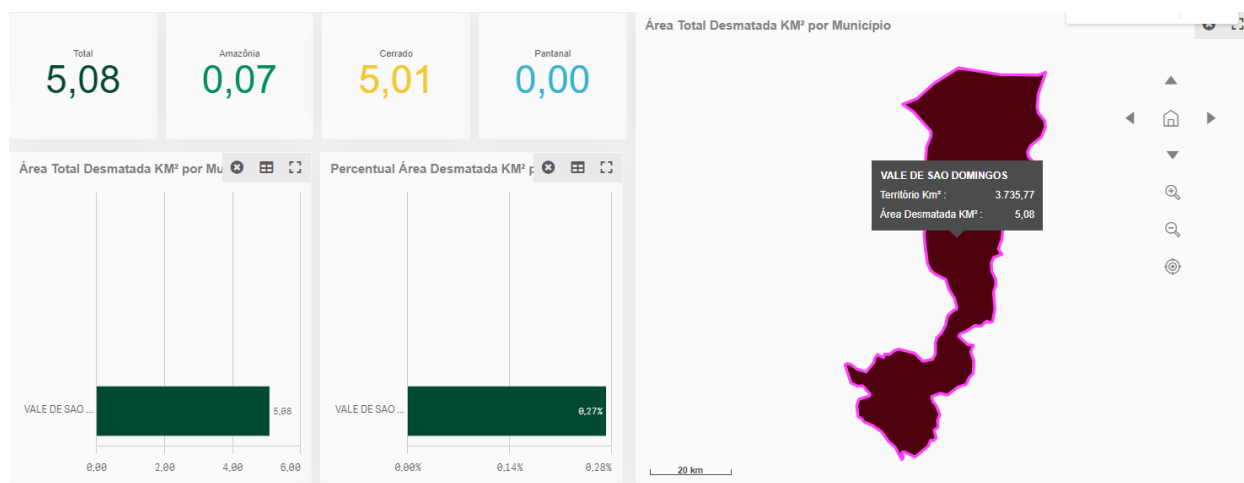 Total
5,08
Amazônia
0,07
Cerrado
5,01
Pantanal
0,00
Área Total Desmatada KM² por Mu
VALE DE SAO ...
5,08
0,00 2,00 4,00 6,00
Percentual Área Desmatada KM² p
VALE DE SAO ...
0,27%
0,00% 0,14% 0,28%
Área Total Desmatada KM² por Município
VALE DE SAO DOMINGOS
Território Km² : 3.735,77
Área Desmatada KM² : 5,08
20 km